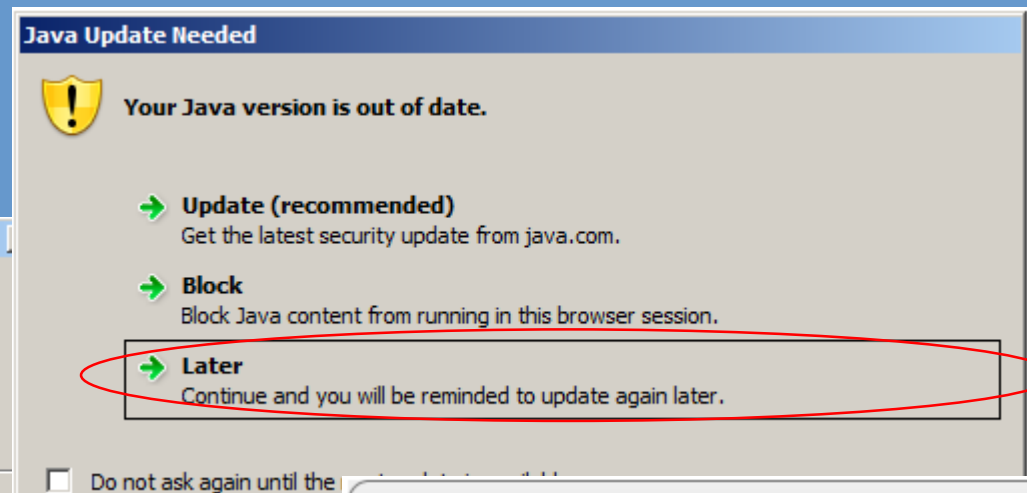 Java Update Needed
Your Java version is out of date.
Update (recommended)
Get the latest security update from java.com.
Block
Block Java content from running in this browser session.
Later
Continue and you will be reminded to update again later.
Do not ask again until the